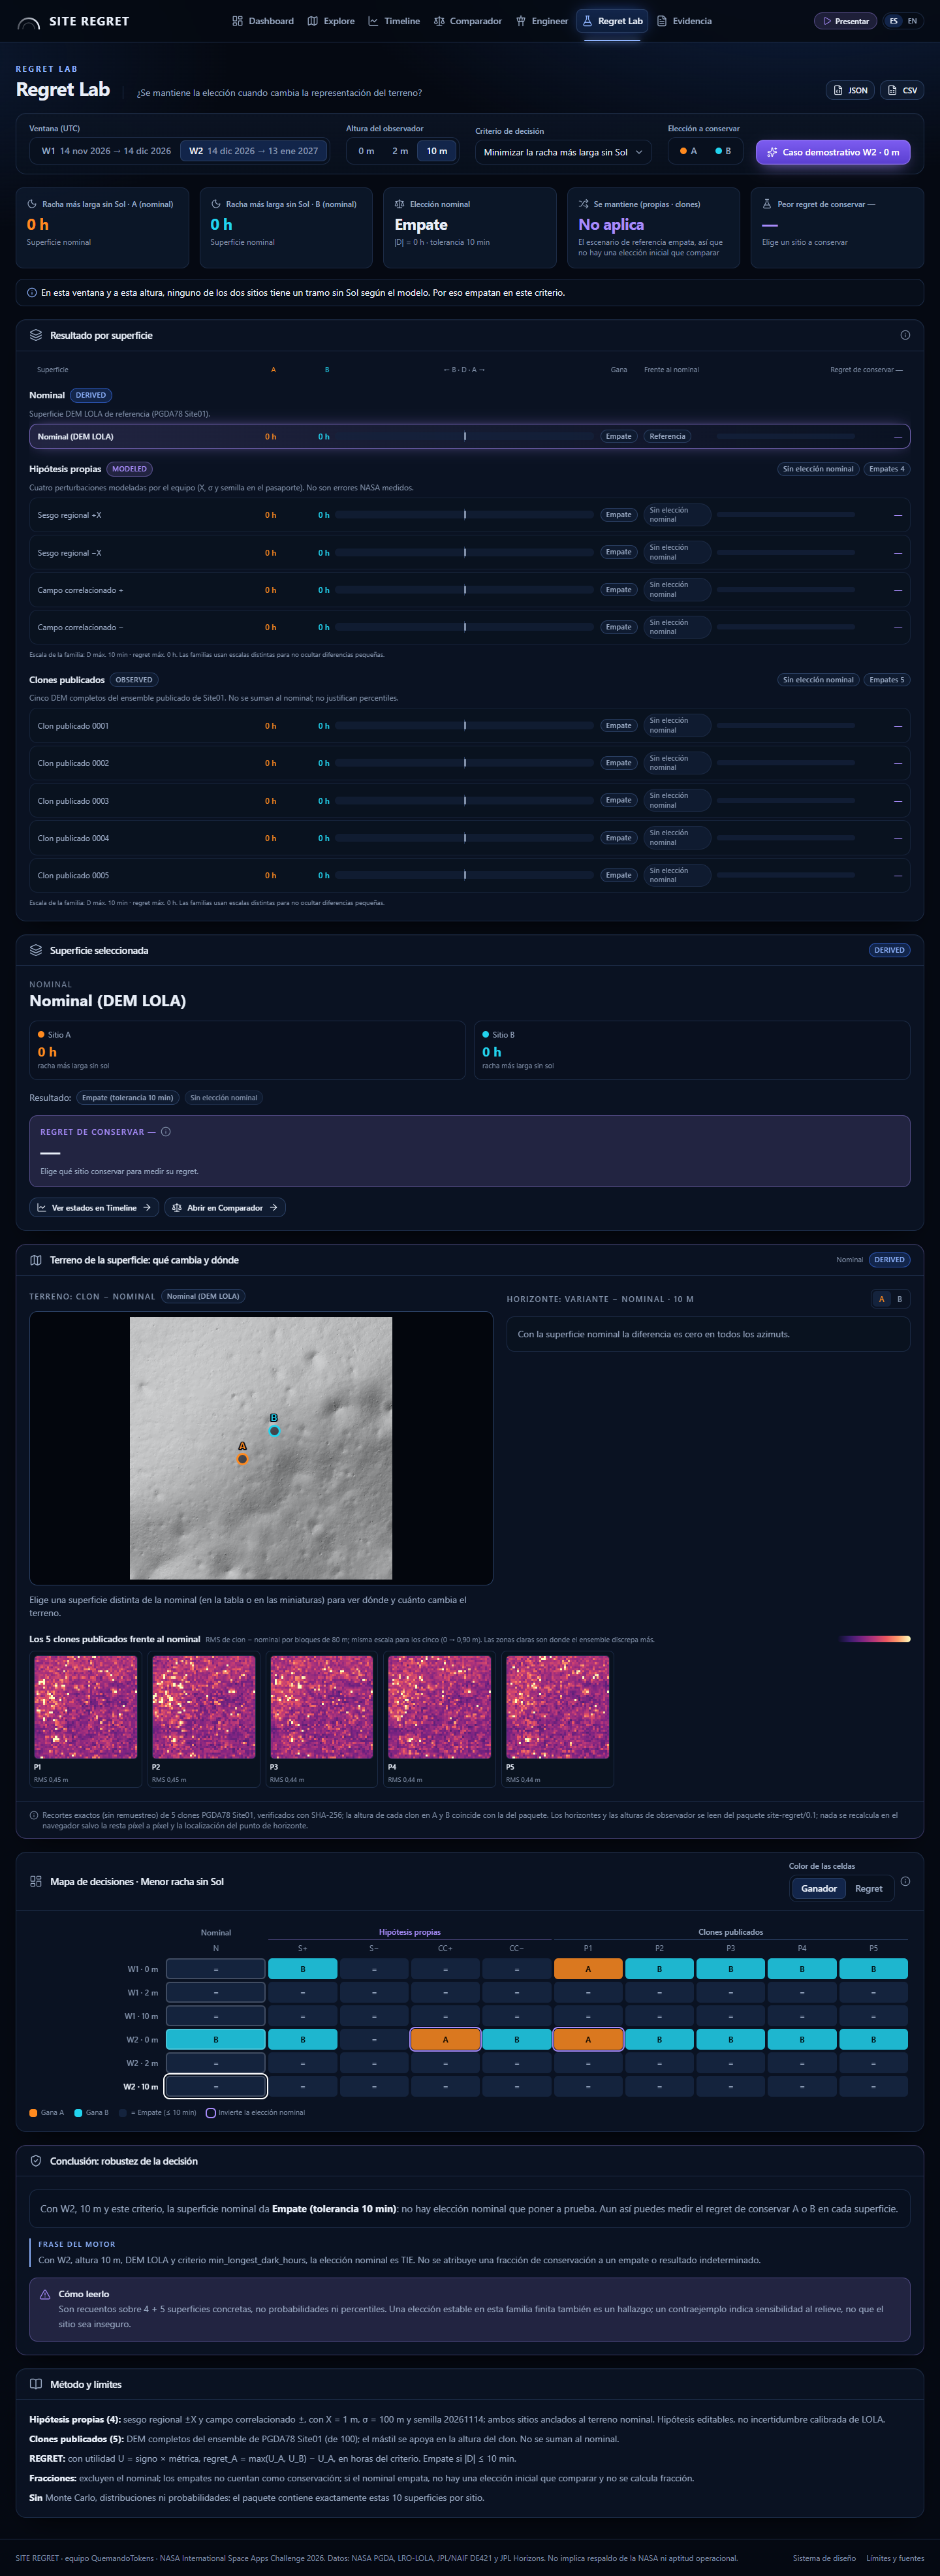 SITE REGRET
Dashboard
Explore
Timeline
Comparador
Engineer
Regret Lab
Evidencia
Presentar
ES
EN
REGRET LAB
Regret Lab
¿Se mantiene la elección cuando cambia la representación del terreno?
JSON
CSV
Ventana (UTC)
W1 14 nov 2026 → 14 dic 2026
W2 14 dic 2026 → 13 ene 2027
Altura del observador
0 m
2 m
10 m
Criterio de decisión
Minimizar la racha más larga sin Sol
Elección a conservar
A
B
Caso demostrativo W2 · 0 m
Racha más larga sin Sol · A (nominal)
0 h
Superficie nominal
Racha más larga sin Sol · B (nominal)
0 h
Superficie nominal
Elección nominal
Empate
|D| = 0 h · tolerancia 10 min
Se mantiene (propias · clones)
No aplica
El escenario de referencia empata, así que
no hay una elección inicial que comparar
Peor regret de conservar —
—
Elige un sitio a conservar
En esta ventana y a esta altura, ninguno de los dos sitios tiene un tramo sin Sol según el modelo. Por eso empatan en este criterio.
Resultado por superficie
Superficie A B ← B · D · A → Gana Frente al nominal Regret de conservar —
Nominal DERIVED
Superficie DEM LOLA de referencia (PGDA78 Site01).
Nominal (DEM LOLA) 0 h 0 h Empate Referencia —
Hipótesis propias MODELED Sin elección nominal Empates 4
Cuatro perturbaciones modeladas por el equipo (X, σ y semilla en el pasaporte). No son errores NASA medidos.
Sesgo regional +X 0 h 0 h Empate Sin elección nominal —
Sesgo regional −X 0 h 0 h Empate Sin elección nominal —
Campo correlacionado + 0 h 0 h Empate Sin elección nominal —
Campo correlacionado − 0 h 0 h Empate Sin elección nominal —
Escala de la familia: D máx. 10 min · regret máx. 0 h. Las familias usan escalas distintas para no ocultar diferencias pequeñas.
Clones publicados OBSERVED Sin elección nominal Empates 5
Cinco DEM completos del ensemble publicado de Site01. No se suman al nominal; no justifican percentiles.
Clon publicado 0001 0 h 0 h Empate Sin elección nominal —
Clon publicado 0002 0 h 0 h Empate Sin elección nominal —
Clon publicado 0003 0 h 0 h Empate Sin elección nominal —
Clon publicado 0004 0 h 0 h Empate Sin elección nominal —
Clon publicado 0005 0 h 0 h Empate Sin elección nominal —
Escala de la familia: D máx. 10 min · regret máx. 0 h. Las familias usan escalas distintas para no ocultar diferencias pequeñas.
Superficie seleccionada DERIVED
NOMINAL
Nominal (DEM LOLA)
Sitio A
0 h
racha más larga sin sol
Sitio B
0 h
racha más larga sin sol
Resultado: Empate (tolerancia 10 min) Sin elección nominal
REGRET DE CONSERVAR —
—
Elige qué sitio conservar para medir su regret.
Ver estados en Timeline →
Abrir en Comparador →
Terreno de la superficie: qué cambia y dónde Nominal DERIVED
TERRENO: CLON − NOMINAL Nominal (DEM LOLA)
B
A
Elige una superficie distinta de la nominal (en la tabla o en las miniaturas) para ver dónde y cuánto cambia el
terreno.
HORIZONTE: VARIANTE − NOMINAL · 10 M A B
Con la superficie nominal la diferencia es cero en todos los azimuts.
Los 5 clones publicados frente al nominal RMS de clon − nominal por bloques de 80 m; misma escala para los cinco (0 → 0,90 m). Las zonas claras son donde el ensemble discrepa más.
P1 P2 P3 P4 P5
RMS 0,45 m RMS 0,45 m RMS 0,44 m RMS 0,44 m RMS 0,44 m
Recortes exactos (sin remuestreo) de 5 clones PGDA78 Site01, verificados con SHA-256; la altura de cada clon en A y B coincide con la del paquete. Los horizontes y las alturas de observador se leen del paquete site-regret/0.1; nada se recalcula en el
navegador salvo la resta píxel a píxel y la localización del punto de horizonte.
Mapa de decisiones · Menor racha sin Sol
Color de las celdas
Ganador Regret
Nominal Hipótesis propias Clones publicados
N S+ S− CC+ CC− P1 P2 P3 P4 P5
W1 · 0 m = B = = = A B B B B
W1 · 2 m = = = = = = = = = =
W1 · 10 m = = = = = = = = = =
W2 · 0 m B B = A B A B B B B
W2 · 2 m = = = = = = = = = =
W2 · 10 m = = = = = = = = = =
Gana A Gana B = Empate (≤ 10 min) Invierte la elección nominal
Conclusión: robustez de la decisión
Con W2, 10 m y este criterio, la superficie nominal da Empate (tolerancia 10 min): no hay elección nominal que poner a prueba. Aun así puedes medir el regret de conservar A o B en cada superficie.
FRASE DEL MOTOR
Con W2, altura 10 m, DEM LOLA y criterio min_longest_dark_hours, la elección nominal es TIE. No se atribuye una fracción de conservación a un empate o resultado indeterminado.
Cómo leerlo
Son recuentos sobre 4 + 5 superficies concretas, no probabilidades ni percentiles. Una elección estable en esta familia finita también es un hallazgo; un contraejemplo indica sensibilidad al relieve, no que el
sitio sea inseguro.
Método y límites
Hipótesis propias (4): sesgo regional ±X y campo correlacionado ±, con X = 1 m, σ = 100 m y semilla 20261114; ambos sitios anclados al terreno nominal. Hipótesis editables, no incertidumbre calibrada de LOLA.
Clones publicados (5): DEM completos del ensemble de PGDA78 Site01 (de 100); el mástil se apoya en la altura del clon. No se suman al nominal.
REGRET: con utilidad U = signo × métrica, regret_A = max(U_A, U_B) − U_A, en horas del criterio. Empate si |D| ≤ 10 min.
Fracciones: excluyen el nominal; los empates no cuentan como conservación; si el nominal empata, no hay una elección inicial que comparar y no se calcula fracción.
Sin Monte Carlo, distribuciones ni probabilidades: el paquete contiene exactamente estas 10 superficies por sitio.
SITE REGRET · equipo QuemandoTokens · NASA International Space Apps Challenge 2026. Datos: NASA PGDA, LRO-LOLA, JPL/NAIF DE421 y JPL Horizons. No implica respaldo de la NASA ni aptitud operacional.
Sistema de diseño
Límites y fuentes